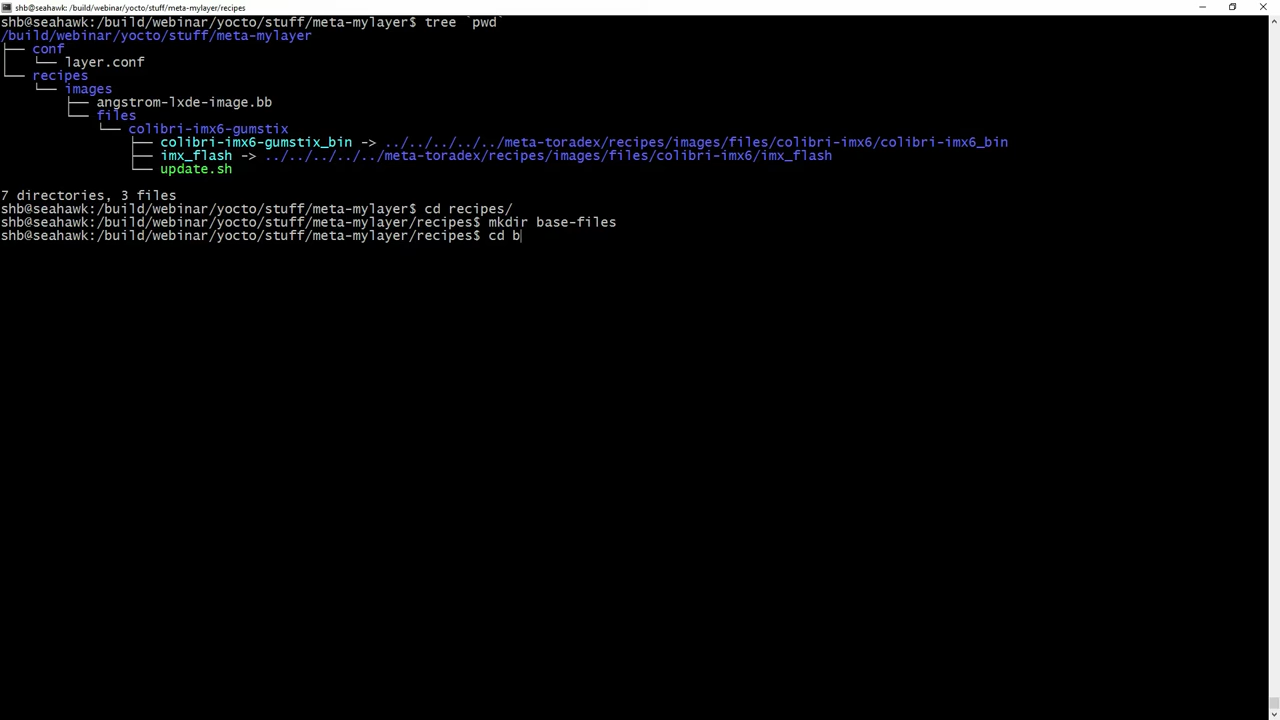 shb@seahawk: /build/webinar/yocto/stuff/meta-mylayer/recipes
shb@seahawk:/build/webinar/yocto/stuff/meta-mylayer$ tree `pwd`
/build/webinar/yocto/stuff/meta-mylayer
├── conf
│   └── layer.conf
└── recipes
    └── images
        ├── angstrom-lxde-image.bb
        └── files
            └── colibri-imx6-gumstix
                ├── colibri-imx6-gumstix_bin -> ../../../../../meta-toradex/recipes/images/files/colibri-imx6/colibri-imx6_bin
                ├── imx_flash -> ../../../../../meta-toradex/recipes/images/files/colibri-imx6/imx_flash
                └── update.sh
7 directories, 3 files
shb@seahawk:/build/webinar/yocto/stuff/meta-mylayer$ cd recipes/
shb@seahawk:/build/webinar/yocto/stuff/meta-mylayer/recipes$ mkdir base-files
shb@seahawk:/build/webinar/yocto/stuff/meta-mylayer/recipes$ cd b